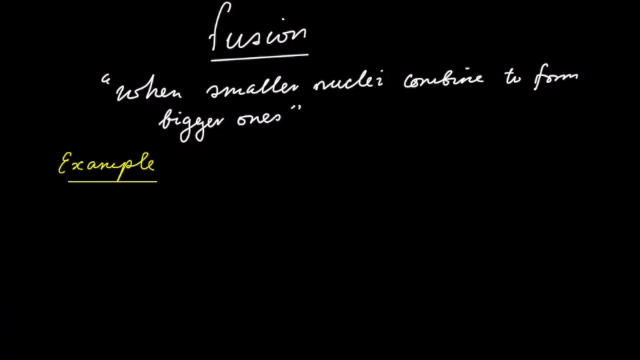 fusion
"when smaller nuclei combine to form
bigger ones"
Example